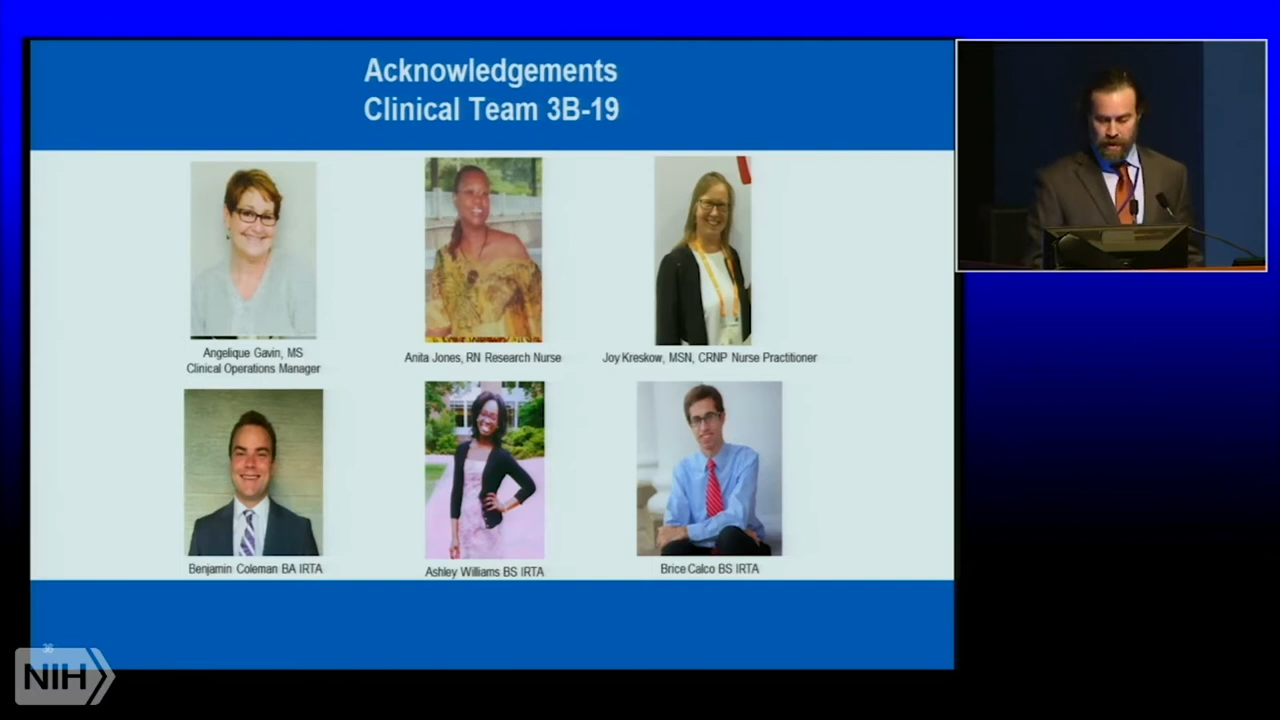 Acknowledgements
Clinical Team 3B-19
Angelique Gavin, MS
Clinical Operations Manager
Anita Jones, RN Research Nurse
Joy Kreskow, MSN, CRNP Nurse Practitioner
Benjamin Coleman BA IRTA
Ashley Williams BS IRTA
Brice Calco BS IRTA
36
NIH